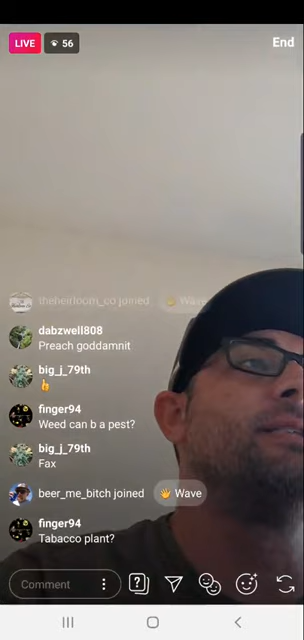 LIVE
56
End
theheirloom_co joined
Wave
dabzwell808
Preach goddamnit
big_j_79th
👍
finger94
Weed can b a pest?
big_j_79th
Fax
beer_me_bitch joined
👋 Wave
finger94
Tabacco plant?
Comment